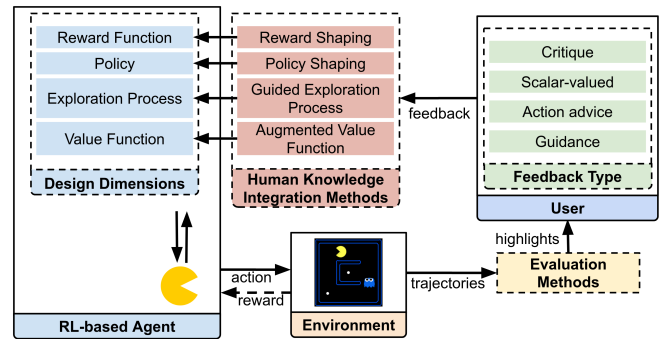 Reward Function
Policy
Exploration Process
Value Function
Design Dimensions
RL-based Agent
Reward Shaping
Policy Shaping
Guided Exploration
Process
Augmented Value
Function
Human Knowledge
Integration Methods
feedback
Critique
Scalar-valued
Action advice
Guidance
Feedback Type
User
highlights
Evaluation
Methods
trajectories
action
reward
Environment